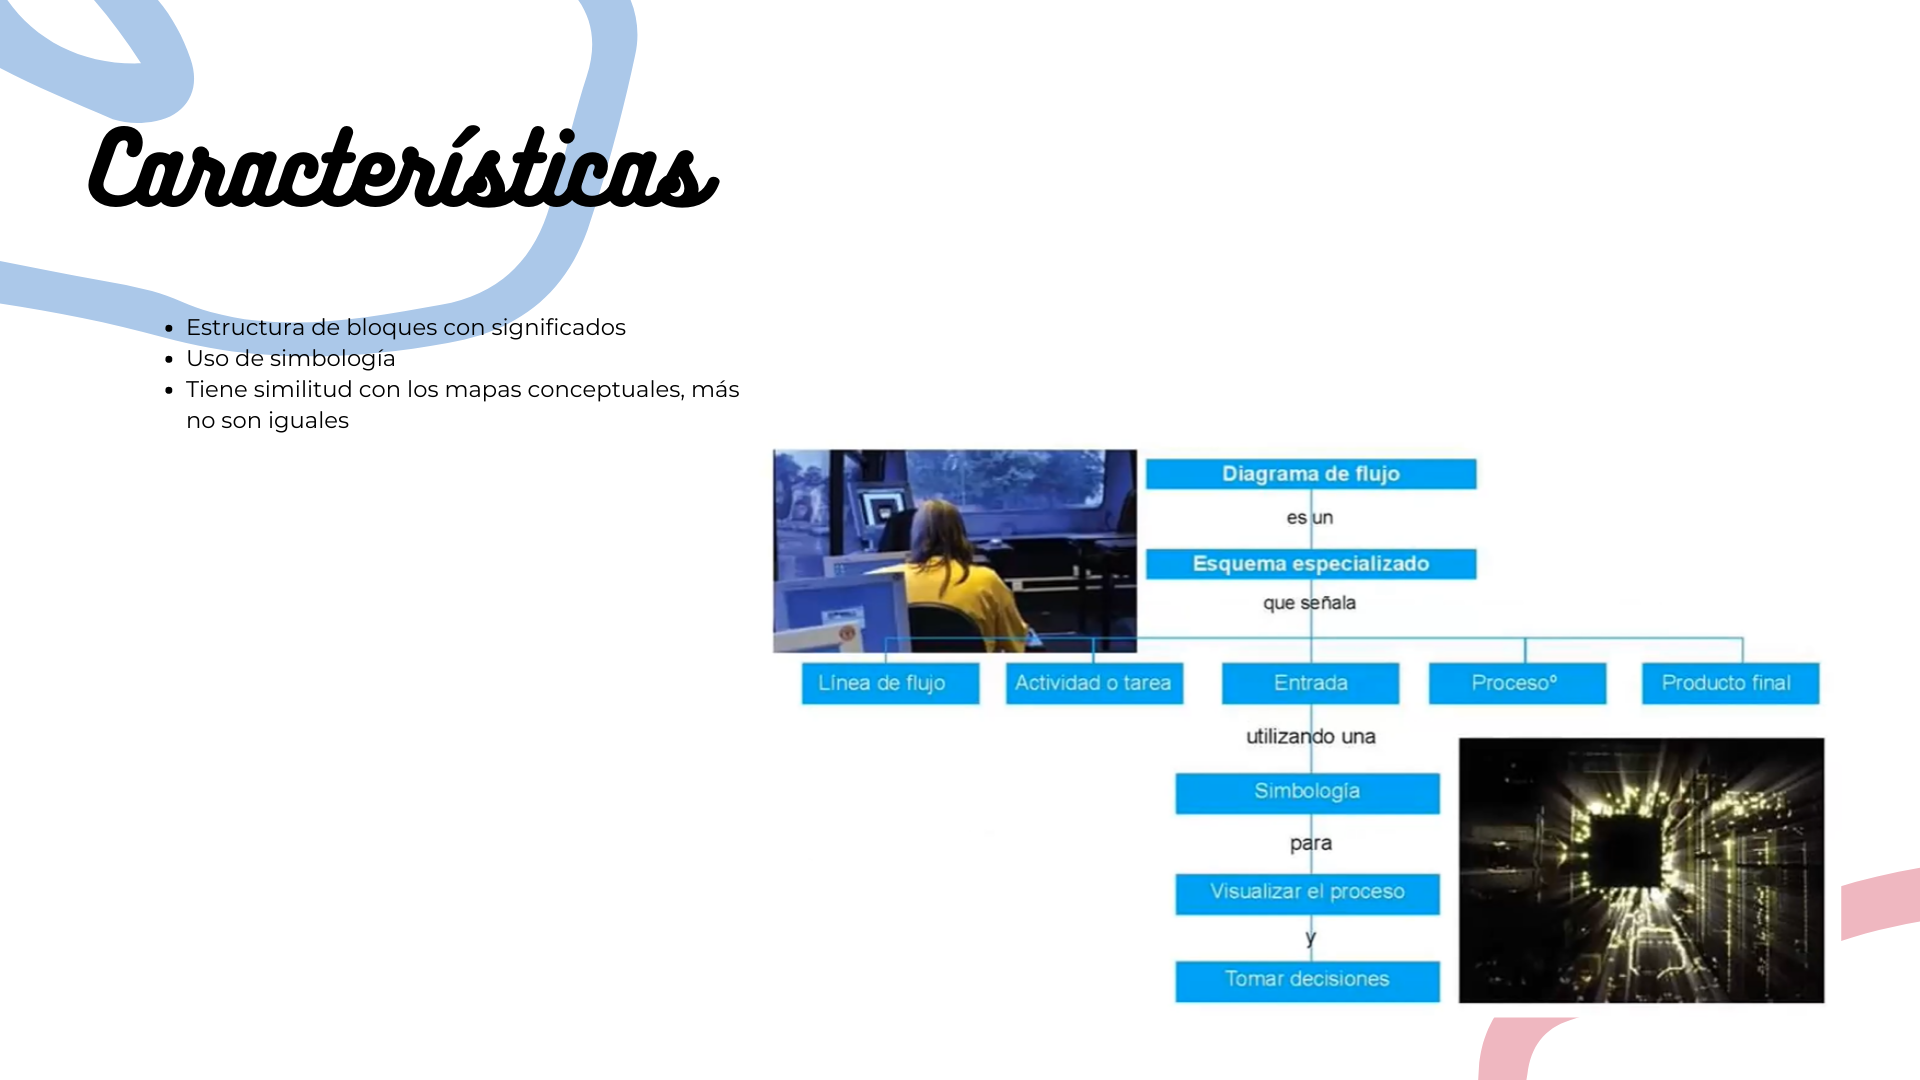 Características
• Estructura de bloques con significados
• Uso de simbología
• Tiene similitud con los mapas conceptuales, más
no son iguales
Diagrama de flujo
es un
Esquema especializado
que señala
Línea de flujo
Actividad o tarea
Entrada
Procesoº
Producto final
utilizando una
Simbología
para
Visualizar el proceso
y
Tomar decisiones